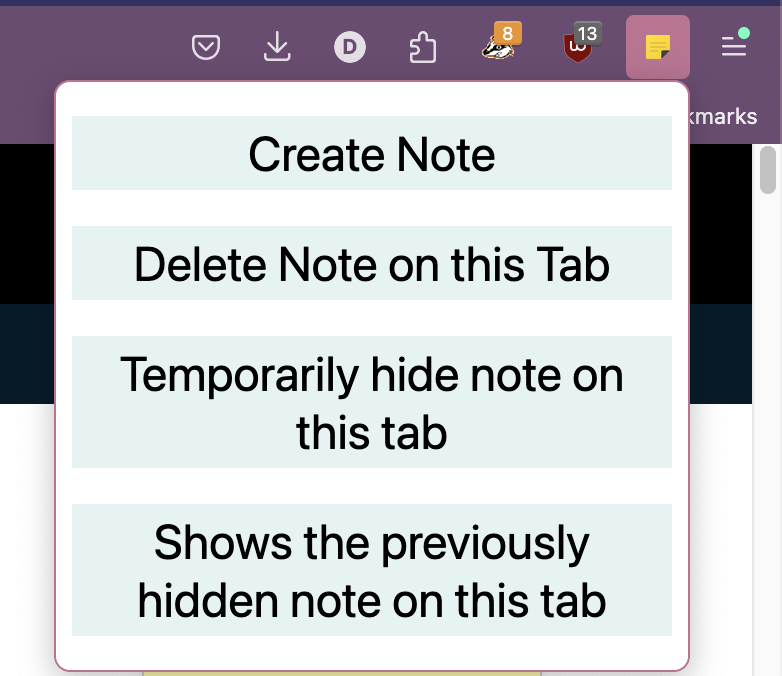 D
8
13
kmarks
Create Note
Delete Note on this Tab
Temporarily hide note on
this tab
Shows the previously
hidden note on this tab